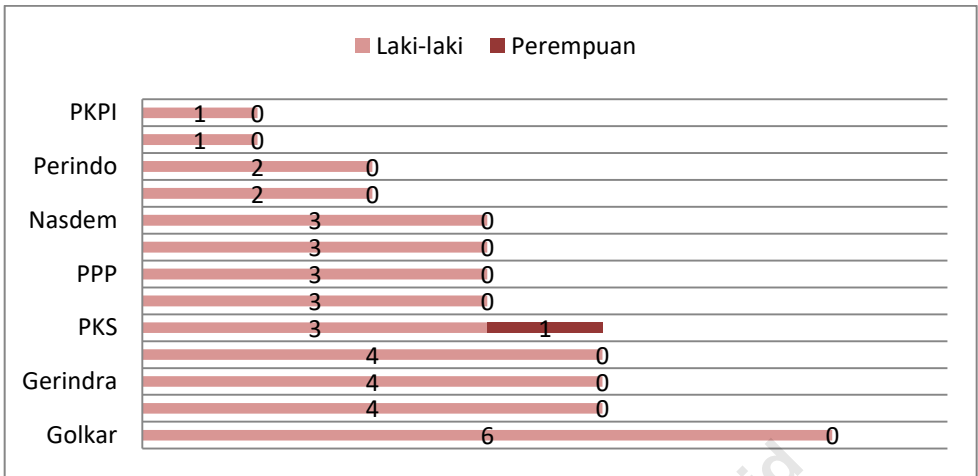 Laki-laki Perempuan
PKPI 1 0
1 0
Perindo 2 0
2 0
Nasdem 3 0
3 0
PPP 3 0
3 0
PKS 3 1
4 0
Gerindra 4 0
4 0
Golkar 6 0
id